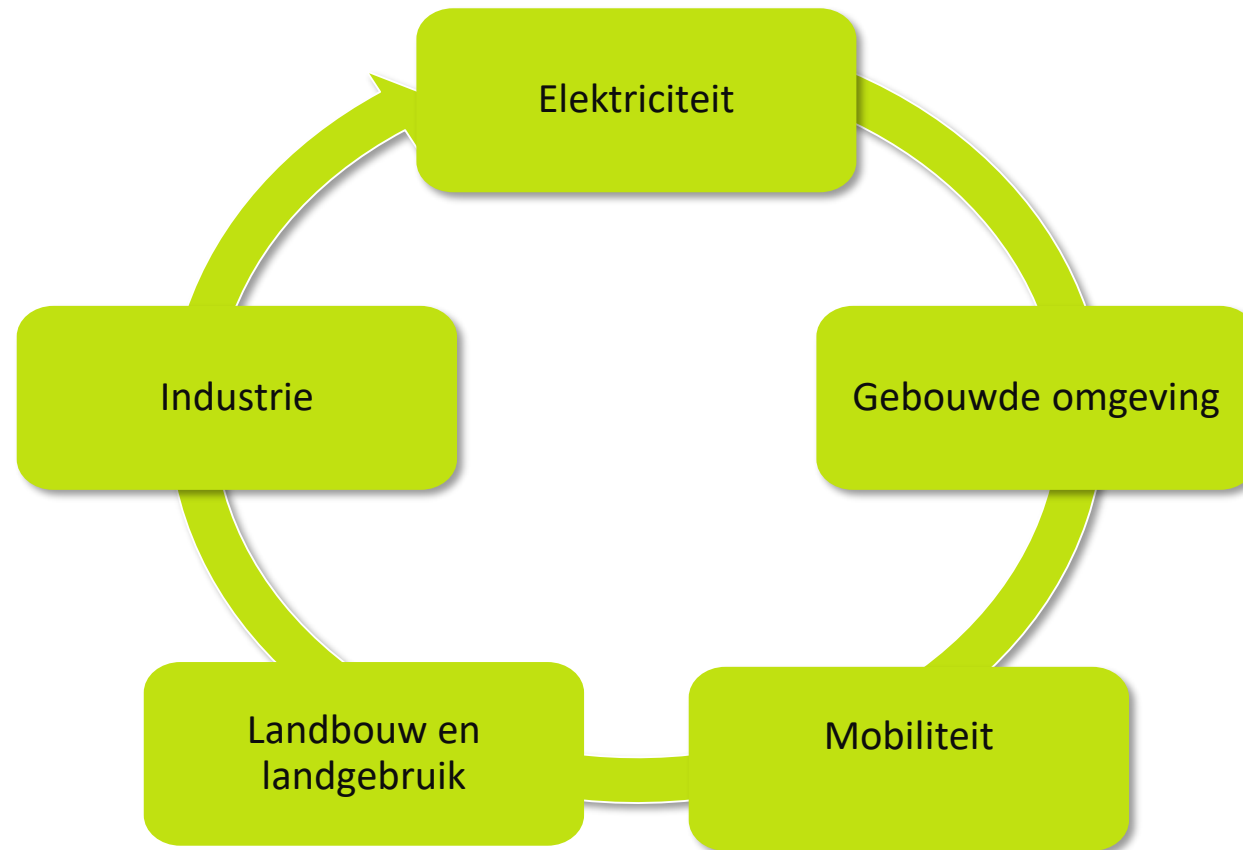 Elektriciteit
Gebouwde omgeving
Mobiliteit
Landbouw en
landgebruik
Industrie